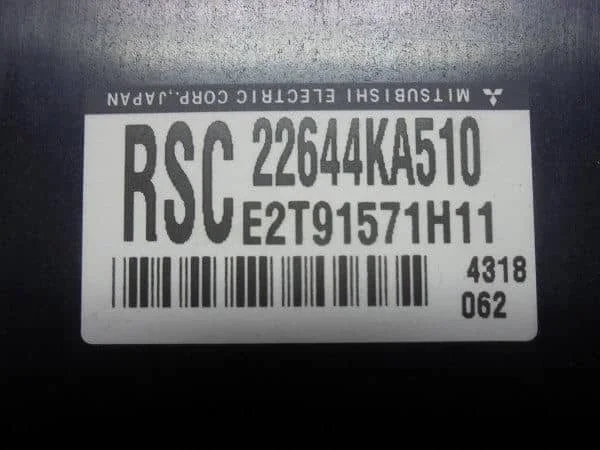 MITSUBISHI ELECTRIC CORP.,JAPAN
RSC 22644KA510
E2T91571H11
4318
062